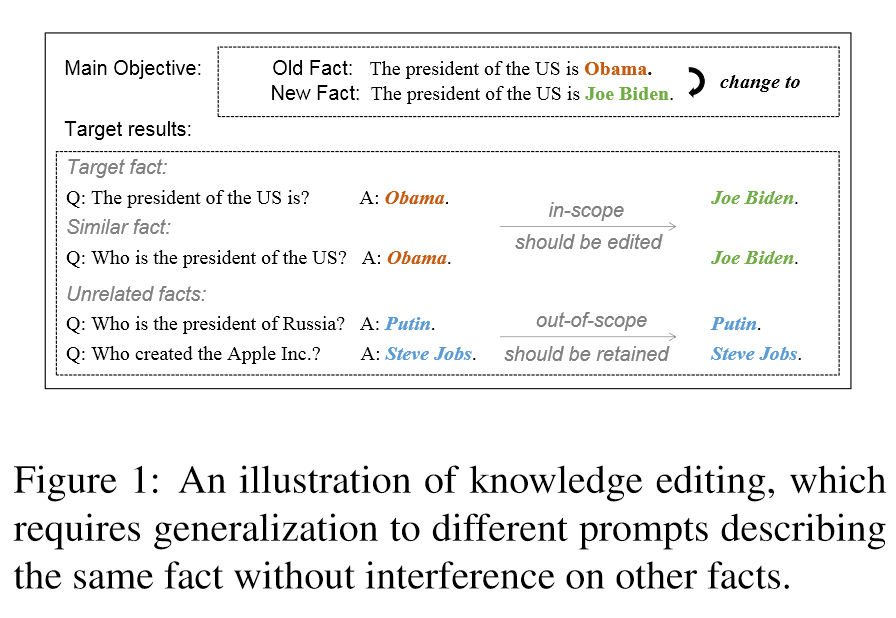 Main Objective: Old Fact: The president of the US is Obama.
New Fact: The president of the US is Joe Biden.
change to
Target results:
Target fact:
Q: The president of the US is? A: Obama. Joe Biden.
in-scope
Similar fact:
should be edited
Q: Who is the president of the US? A: Obama. Joe Biden.
Unrelated facts:
Q: Who is the president of Russia? A: Putin. out-of-scope Putin.
Q: Who created the Apple Inc.? A: Steve Jobs. should be retained Steve Jobs.
Figure 1: An illustration of knowledge editing, which
requires generalization to different prompts describing
the same fact without interference on other facts.